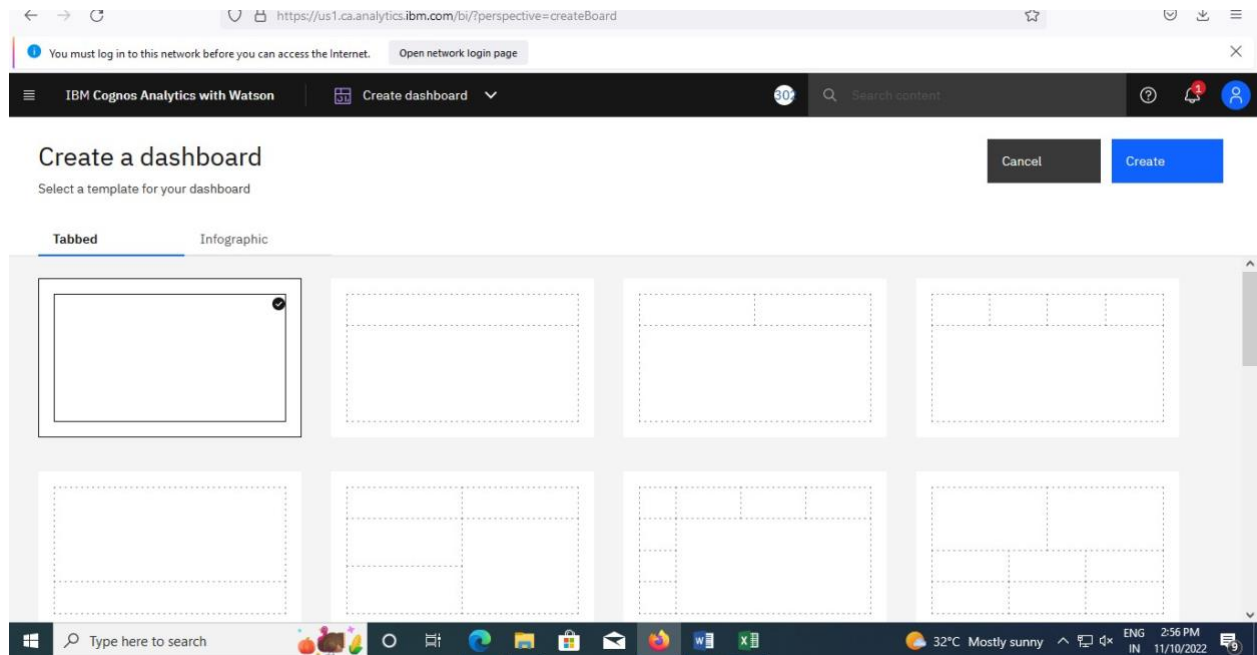 https://us1.ca.analytics.ibm.com/bi/?perspective=createBoard
You must log in to this network before you can access the Internet. Open network login page
IBM Cognos Analytics with Watson Create dashboard Search content 1
Create a dashboard Cancel Create
Select a template for your dashboard
Tabbed Infographic
Type here to search 32°C Mostly sunny ENG 2:56 PM
IN 11/10/2022 9